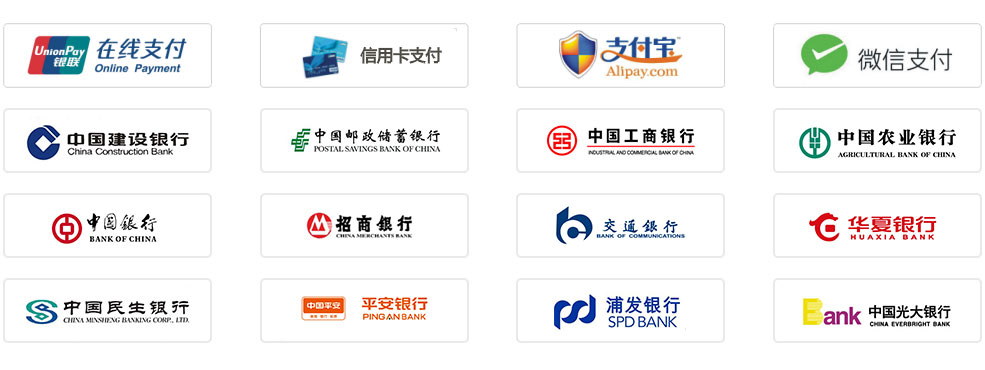 UnionPay
银联
在线支付
Online Payment
信用卡支付
支付宝
Alipay.com
微信支付
中国建设银行
China Construction Bank
中国邮政储蓄银行
POSTAL SAVINGS BANK OF CHINA
中国工商银行
INDUSTRIAL AND COMMERCIAL BANK OF CHINA
中国农业银行
AGRICULTURAL BANK OF CHINA
中国銀行
BANK OF CHINA
招商银行
CHINA MERCHANTS BANK
交通銀行
BANK OF COMMUNICATIONS
华夏银行
HUAXIA BANK
中国民生银行
CHINA MINSHENG BANKING CORP., LTD.
中国平安
平安银行
PINGAN BANK
浦发银行
SPD BANK
Bank
中国光大银行
CHINA EVERBRIGHT BANK